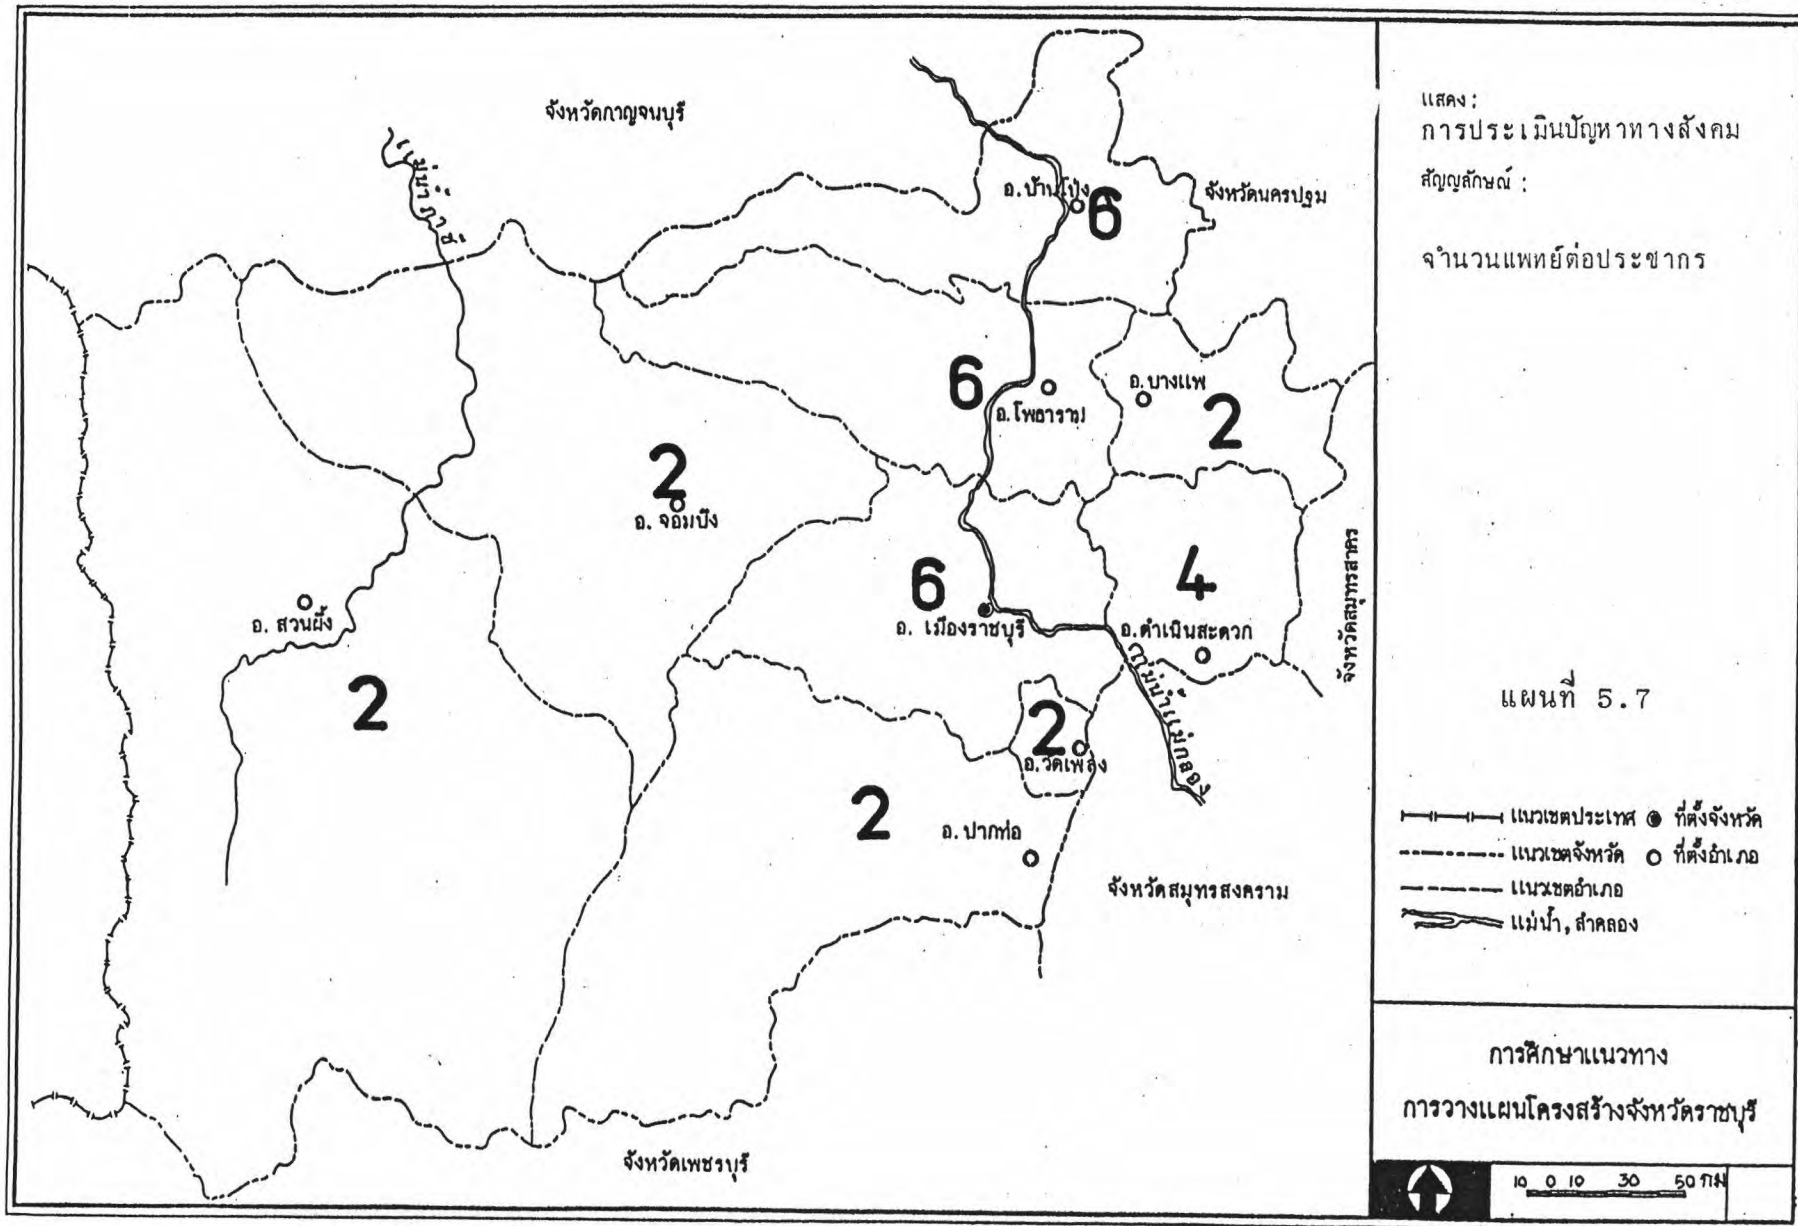 จังหวัดกาญจนบุรี
แม่น้ำภาชี
อ.บ้านโป่ง
6
จังหวัดนครปฐม
6
อ.โพธาราม
อ.บางแพ
2
2
อ. จอมบึง
6
อ. เมืองราชบุรี
4
อ.ดำเนินสะดวก
จังหวัดสมุทรสาคร
อ. สวนผึ้ง
2
แม่น้ำแม่กลอง
2
อ.วัดเพลง
2
อ. ปากท่อ
จังหวัดสมุทรสงคราม
จังหวัดเพชรบุรี
แสดง :
การประเมินปัญหาทางสังคม
สัญญลักษณ์ :
จำนวนแพทย์ต่อประชากร
แผนที่ 5.7
แนวเขตประเทศ ที่ตั้งจังหวัด
แนวเขตจังหวัด ที่ตั้งอำเภอ
แนวเขตอำเภอ
แม่น้ำ, ลำคลอง
การศึกษาแนวทาง
การวางแผนโครงสร้างจังหวัดราชบุรี
10 0 10 30 50 กม